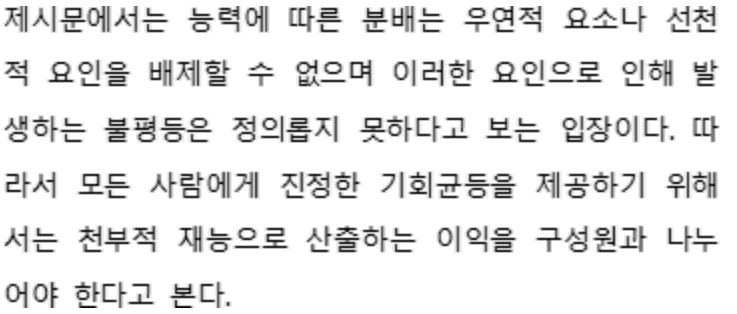 제시문에서는 능력에 따른 분배는 우연적 요소나 선천
적 요인을 배제할 수 없으며 이러한 요인으로 인해 발
생하는 불평등은 정의롭지 못하다고 보는 입장이다. 따
라서 모든 사람에게 진정한 기회균등을 제공하기 위해
서는 천부적 재능으로 산출하는 이익을 구성원과 나누
어야 한다고 본다.